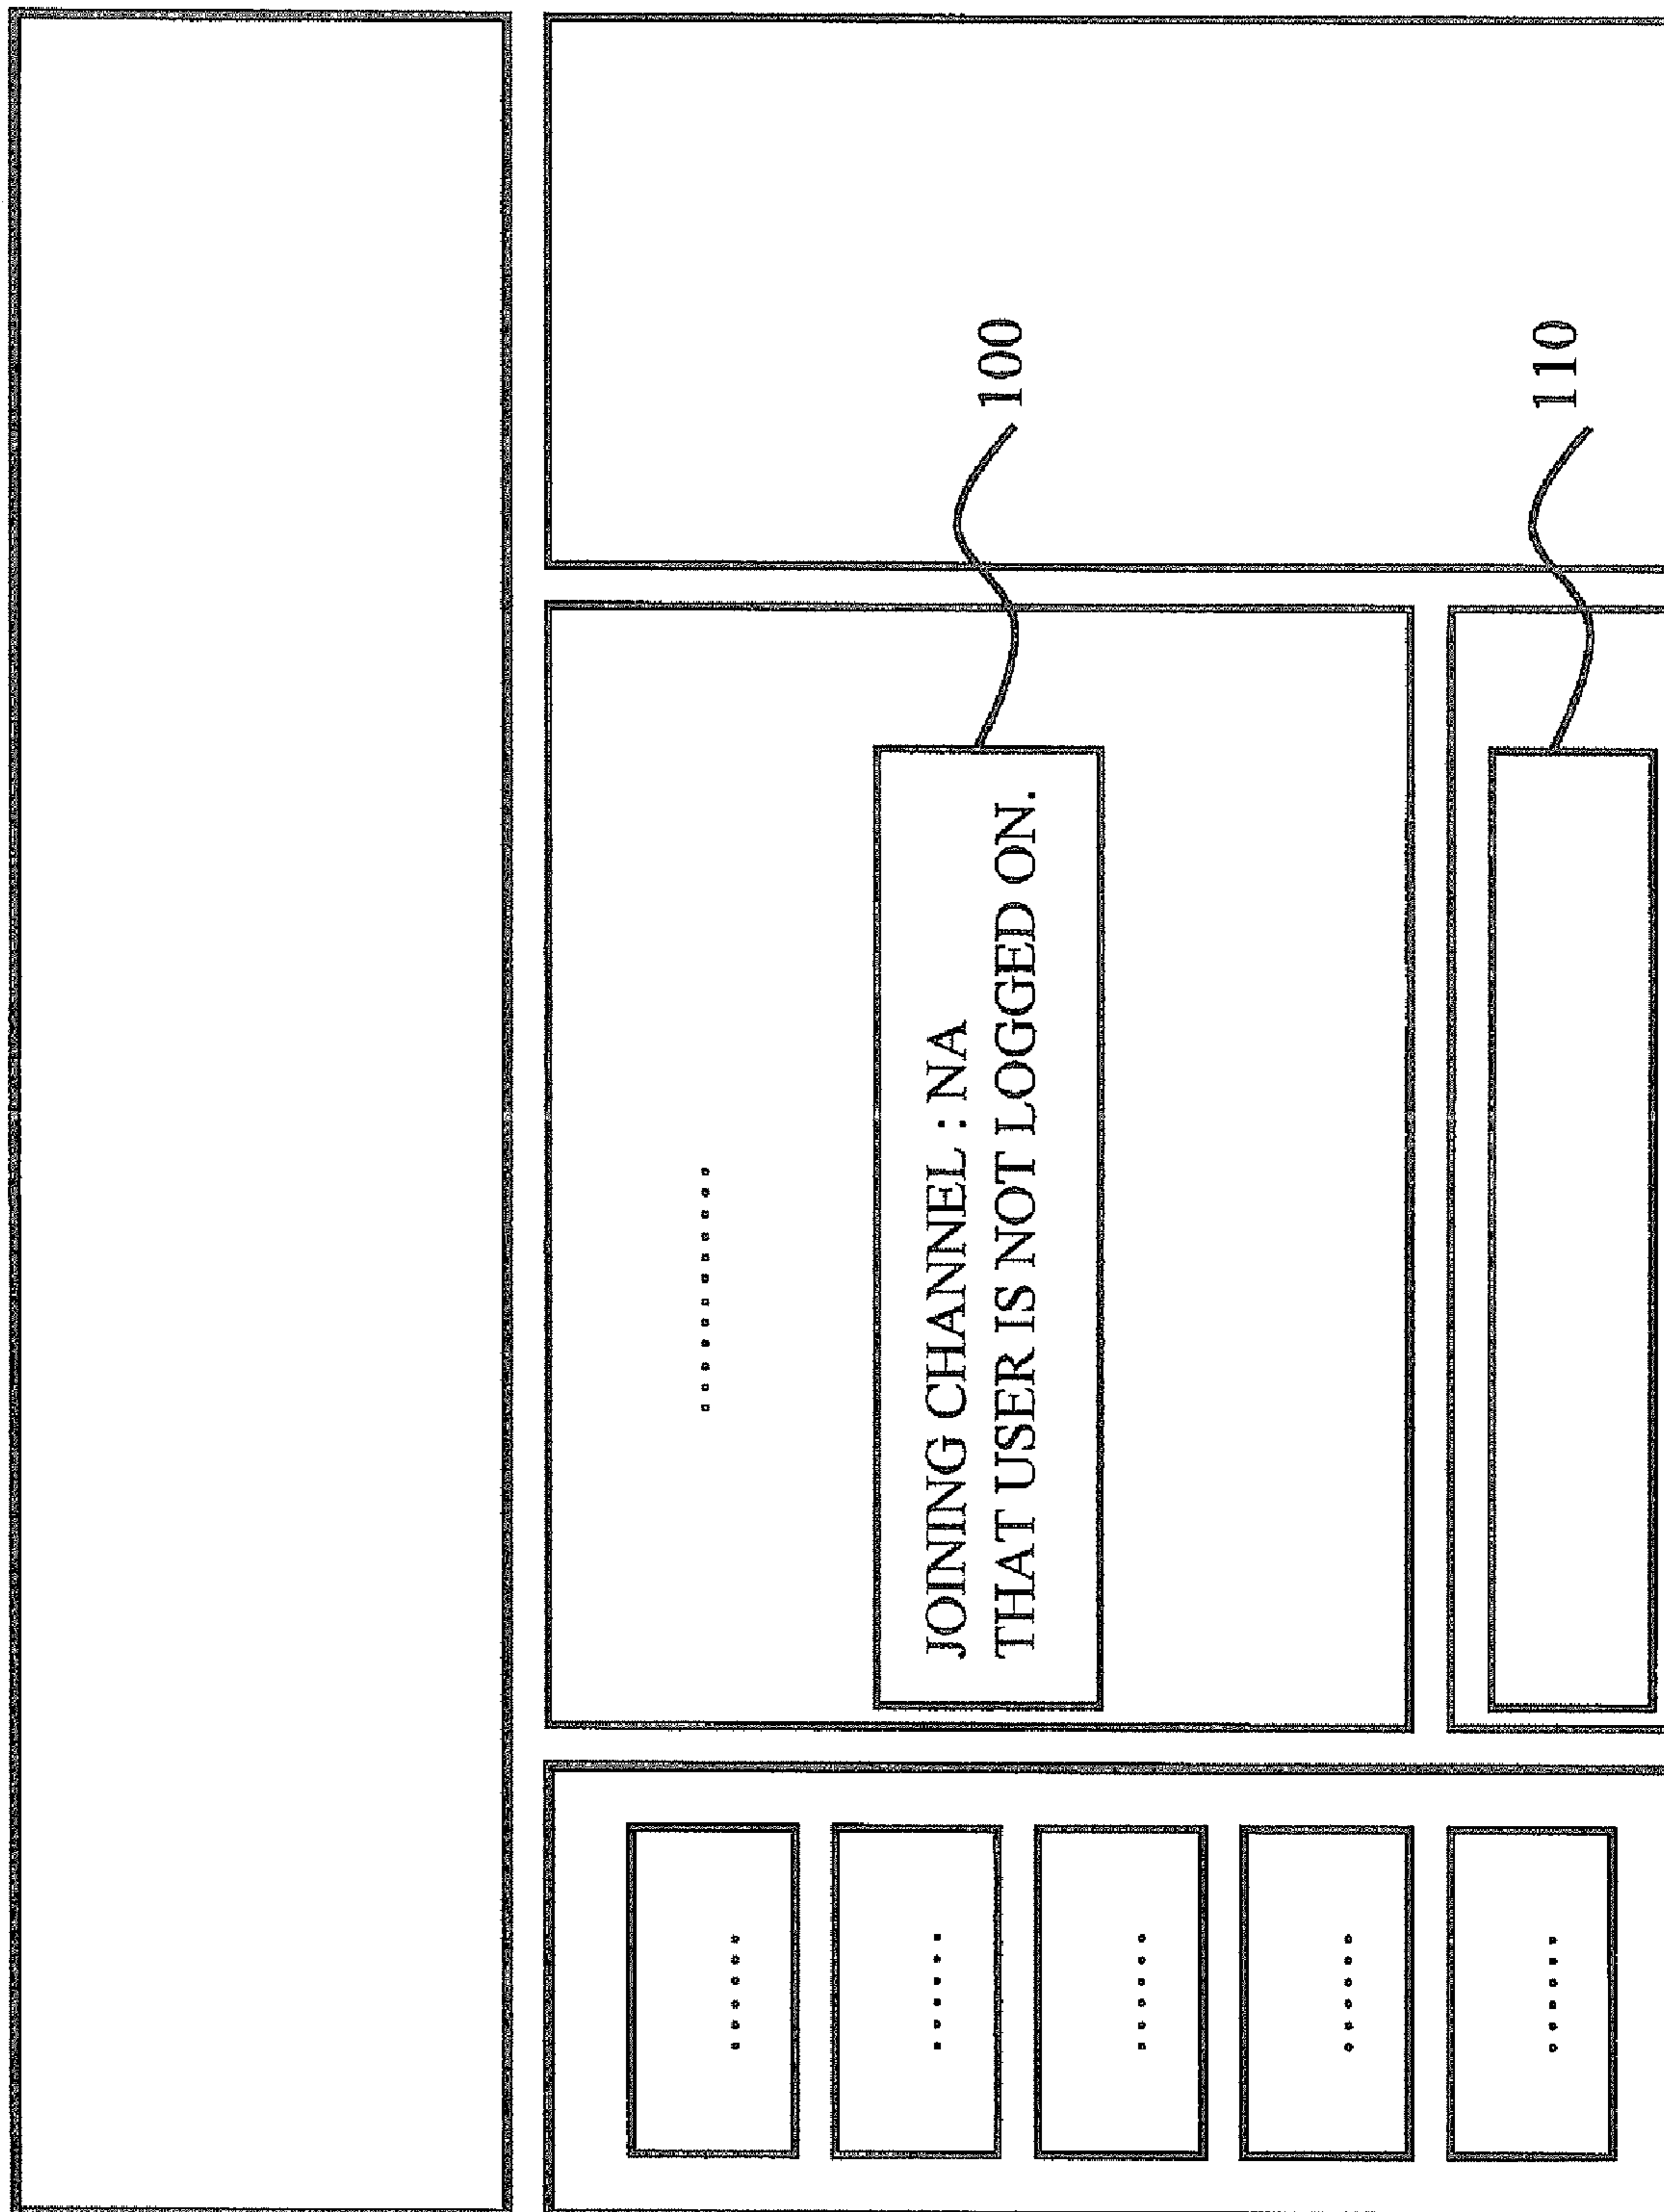 JOINING CHANNEL : NA
THAT USER IS NOT LOGGED ON.
100
110